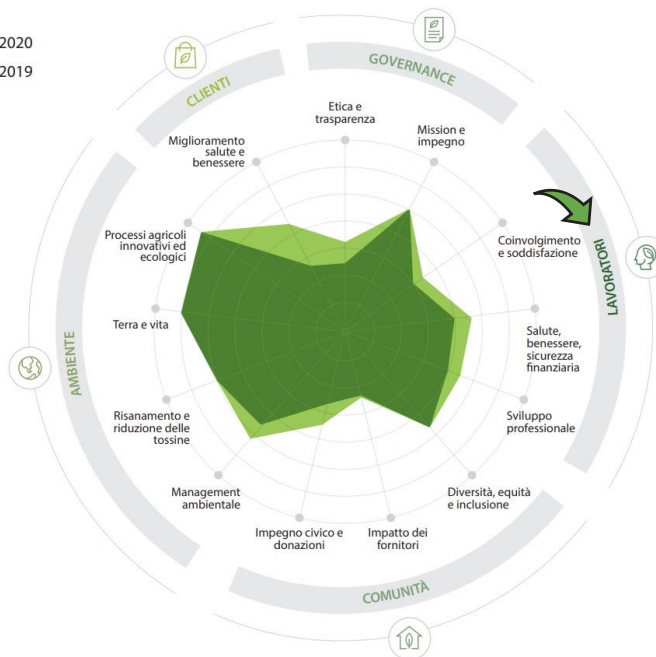 2020
2019
CLIENTI
GOVERNANCE
LAVORATORI
COMUNITÀ
AMBIENTE
Etica e
trasparenza
Mission e
impegno
Coinvolgimento
e soddisfazione
Salute,
benessere,
sicurezza
finanziaria
Sviluppo
professionale
Diversità, equità
e inclusione
Impatto dei
fornitori
Impegno civico e
donazioni
Management
ambientale
Risanamento e
riduzione delle
tossine
Terra e vita
Processi agricoli
innovativi ed
ecologici
Miglioramento
salute e
benessere